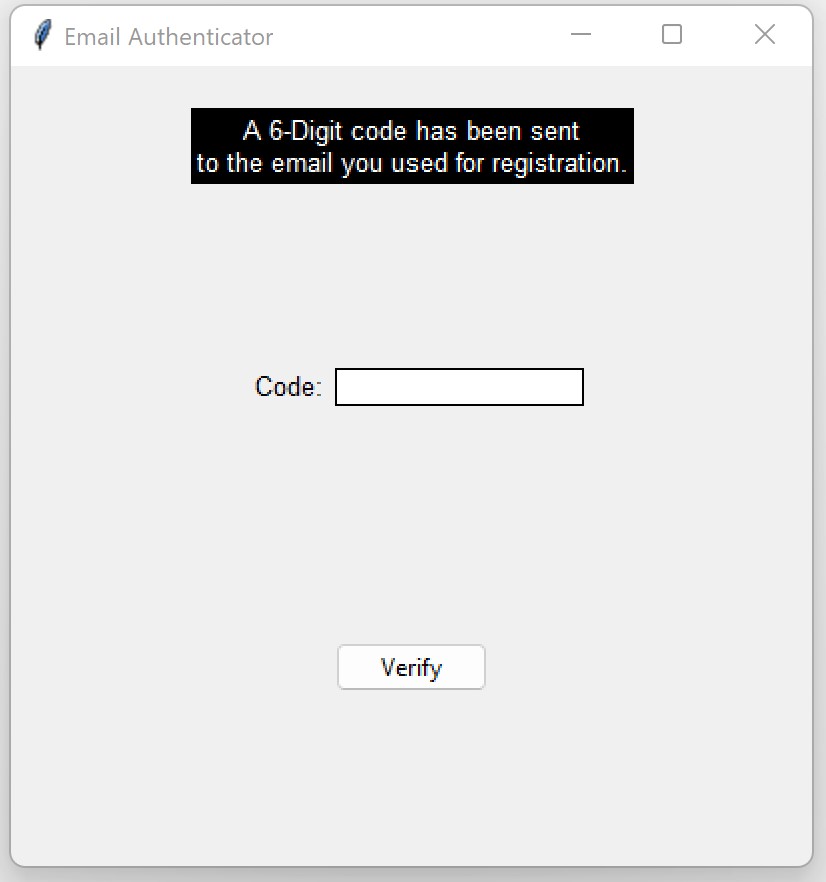 Email Authenticator
A 6-Digit code has been sent
to the email you used for registration.
Code:
Verify